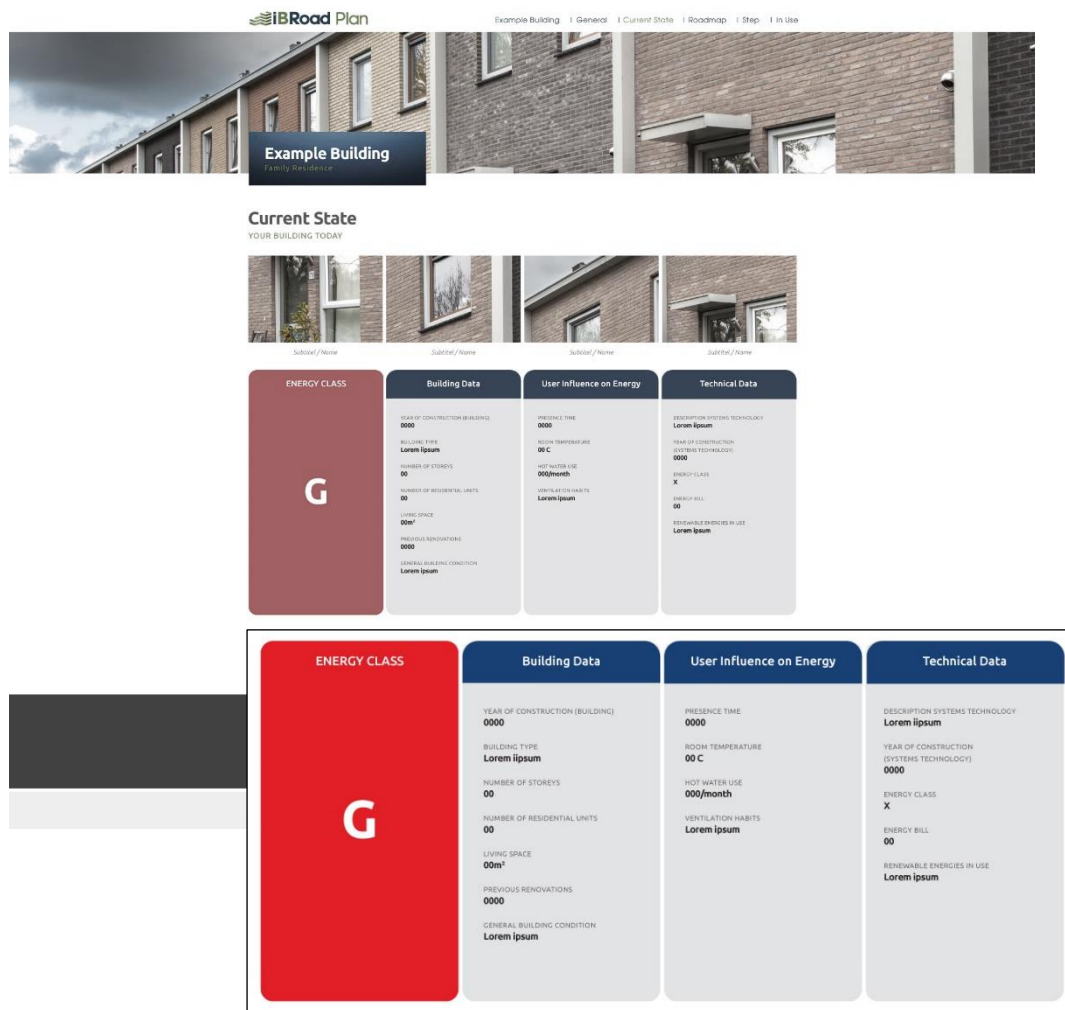 iBRoad Plan
Example Building | General | Current State | Roadmap | Step | In Use
Example Building
Family Residence
Current State
YOUR BUILDING TODAY
Subtitel / Name
Subtitel / Name
Subtitel / Name
Subtitel / Name
ENERGY CLASS
G
Building Data
YEAR OF CONSTRUCTION (BUILDING)
0000
BUILDING TYPE
Lorem iipsum
NUMBER OF STOREYS
00
NUMBER OF RESIDENTIAL UNITS
00
LIVING SPACE
00m²
PREVIOUS RENOVATIONS
0000
GENERAL BUILDING CONDITION
Lorem ipsum
User Influence on Energy
PRESENCE TIME
0000
ROOM TEMPERATURE
00 C
HOT WATER USE
000/month
VENTILATION HABITS
Lorem ipsum
Technical Data
DESCRIPTION SYSTEMS TECHNOLOGY
Lorem iipsum
YEAR OF CONSTRUCTION
(SYSTEMS TECHNOLOGY)
0000
ENERGY CLASS
X
ENERGY BILL
00
RENEWABLE ENERGIES IN USE
Lorem ipsum
ENERGY CLASS
G
Building Data
YEAR OF CONSTRUCTION (BUILDING)
0000
BUILDING TYPE
Lorem iipsum
NUMBER OF STOREYS
00
NUMBER OF RESIDENTIAL UNITS
00
LIVING SPACE
00m²
PREVIOUS RENOVATIONS
0000
GENERAL BUILDING CONDITION
Lorem ipsum
User Influence on Energy
PRESENCE TIME
0000
ROOM TEMPERATURE
00 C
HOT WATER USE
000/month
VENTILATION HABITS
Lorem ipsum
Technical Data
DESCRIPTION SYSTEMS TECHNOLOGY
Lorem iipsum
YEAR OF CONSTRUCTION
(SYSTEMS TECHNOLOGY)
0000
ENERGY CLASS
X
ENERGY BILL
00
RENEWABLE ENERGIES IN USE
Lorem ipsum